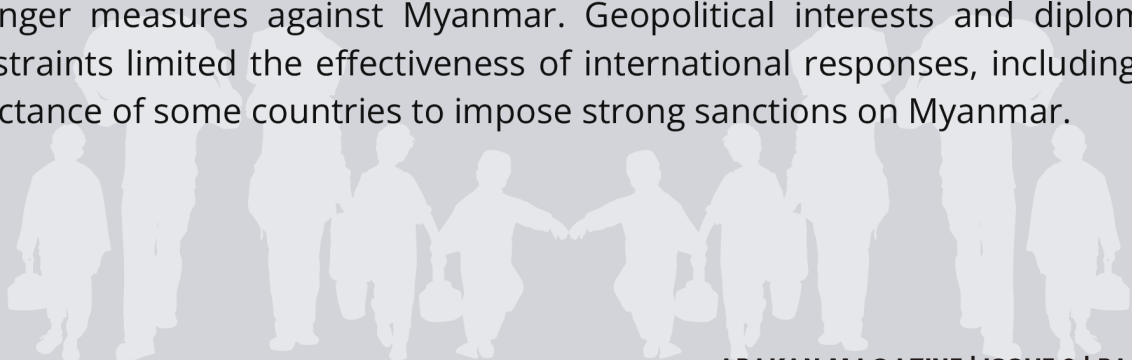 nger measures against Myanmar. Geopolitical interests and diplom
straints limited the effectiveness of international responses, including
ctance of some countries to impose strong sanctions on Myanmar.